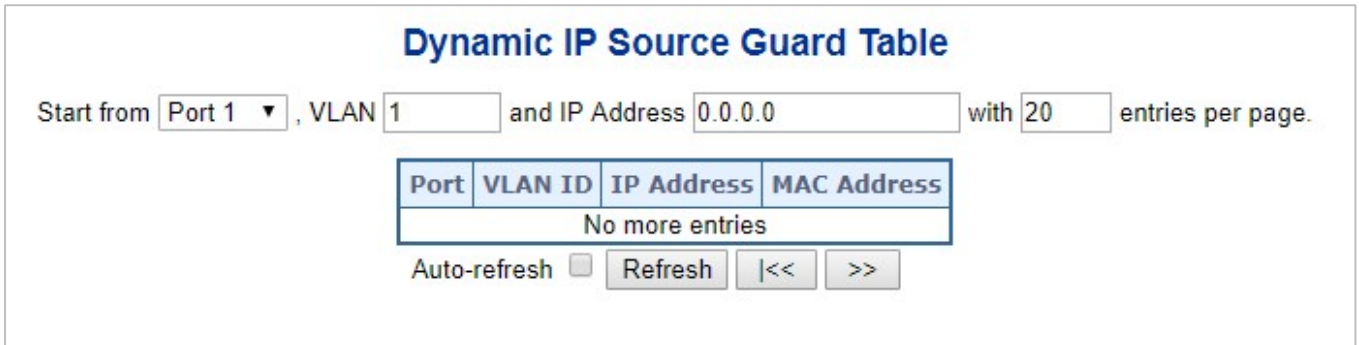 Dynamic IP Source Guard Table
Start from Port 1 ▼ , VLAN 1 and IP Address 0.0.0.0 with 20 entries per page.
Port VLAN ID IP Address MAC Address
No more entries
Auto-refresh Refresh |<< >>